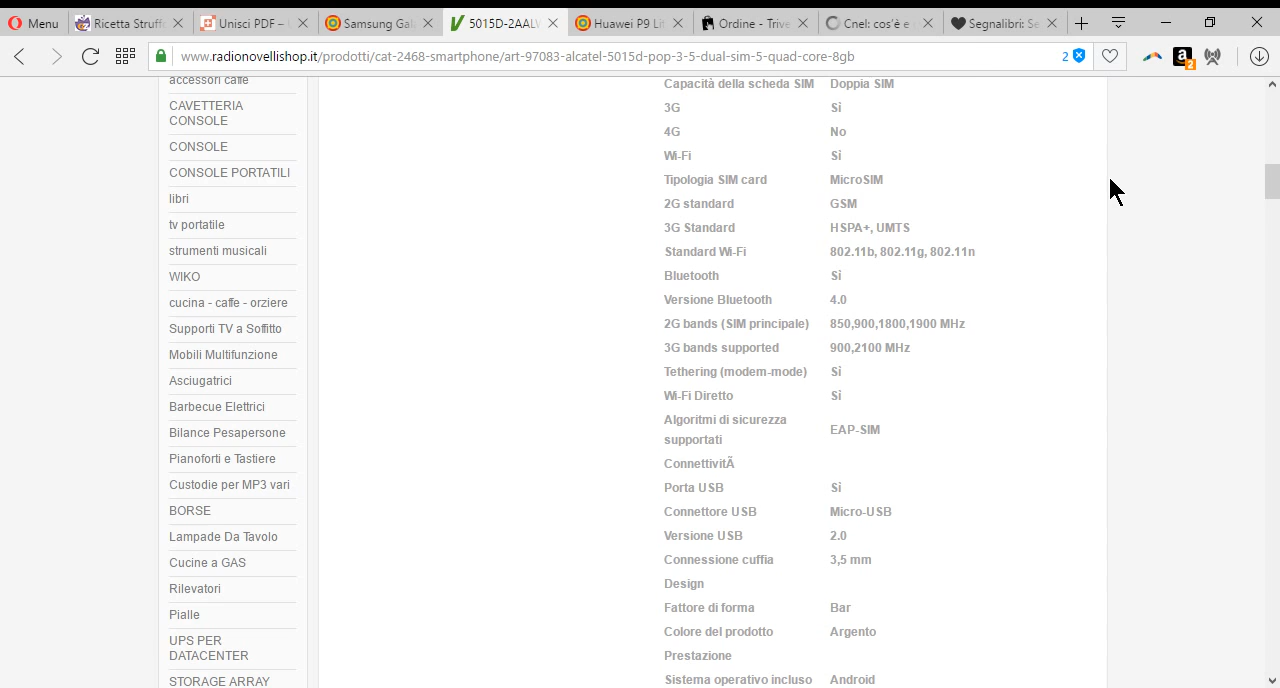 Menu
Ricetta Struff
Unisci PDF –
Samsung Gal
5015D-2AALV
Huawei P9 Lit
Ordine - Trive
Cnel: cos'è e
Segnalibri: Se
www.radionovellishop.it/prodotti/cat-2468-smartphone/art-97083-alcatel-5015d-pop-3-5-dual-sim-5-quad-core-8gb
2
a
2
accessori caffe
CAVETTERIA
CONSOLE
CONSOLE
CONSOLE PORTATILI
libri
tv portatile
strumenti musicali
WIKO
cucina - caffe - orziere
Supporti TV a Soffitto
Mobili Multifunzione
Asciugatrici
Barbecue Elettrici
Bilance Pesapersone
Pianoforti e Tastiere
Custodie per MP3 vari
BORSE
Lampade Da Tavolo
Cucine a GAS
Rilevatori
Pialle
UPS PER
DATACENTER
STORAGE ARRAY
Capacità della scheda SIM Doppia SIM
3G Sì
4G No
Wi-Fi Sì
Tipologia SIM card MicroSIM
2G standard GSM
3G Standard HSPA+, UMTS
Standard Wi-Fi 802.11b, 802.11g, 802.11n
Bluetooth Sì
Versione Bluetooth 4.0
2G bands (SIM principale) 850,900,1800,1900 MHz
3G bands supported 900,2100 MHz
Tethering (modem-mode) Sì
Wi-Fi Diretto Sì
Algoritmi di sicurezza
supportati EAP-SIM
ConnettivitÃ
Porta USB Sì
Connettore USB Micro-USB
Versione USB 2.0
Connessione cuffia 3,5 mm
Design
Fattore di forma Bar
Colore del prodotto Argento
Prestazione
Sistema operativo incluso Android